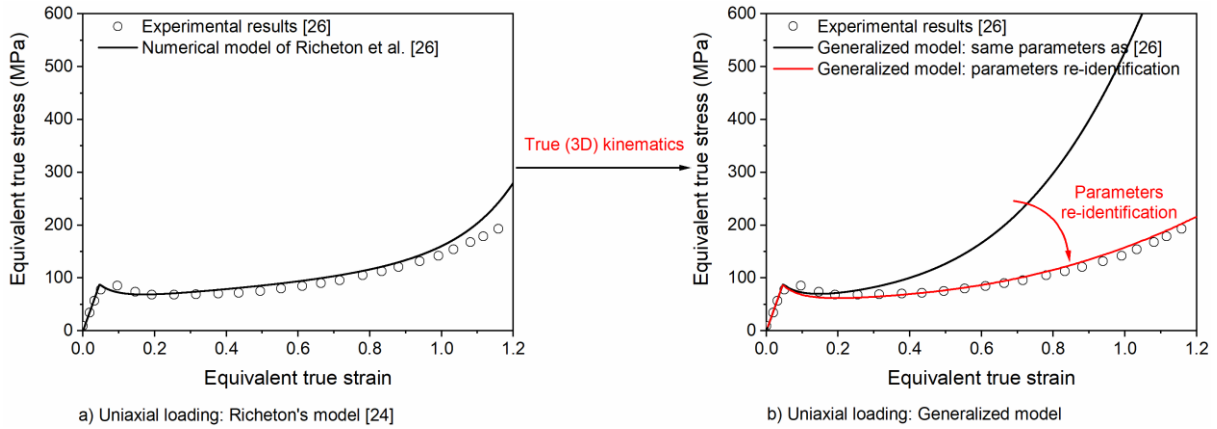 600
500
400
300
200
100
0
Equivalent true stress (MPa)
Experimental results [26]
Numerical model of Richeton et al. [26]
0.0 0.2 0.4 0.6 0.8 1.0 1.2
Equivalent true strain
a) Uniaxial loading: Richeton's model [24]
True (3D) kinematics
600
500
400
300
200
100
0
Equivalent true stress (MPa)
Experimental results [26]
Generalized model: same parameters as [26]
Generalized model: parameters re-identification
Parameters
re-identification
0.0 0.2 0.4 0.6 0.8 1.0 1.2
Equivalent true strain
b) Uniaxial loading: Generalized model